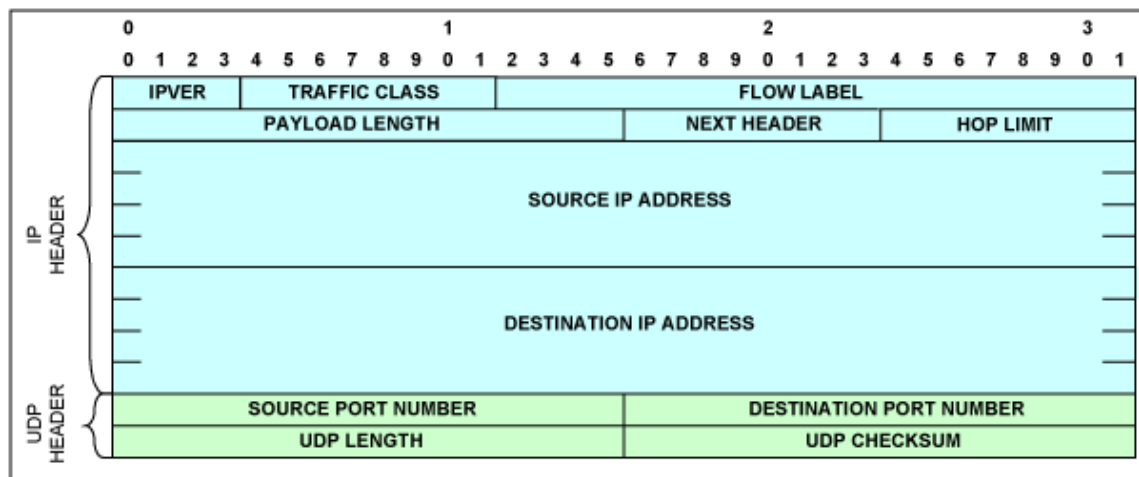 0 1 2 3
0 1 2 3 4 5 6 7 8 9 0 1 2 3 4 5 6 7 8 9 0 1 2 3 4 5 6 7 8 9 0 1
IPVER TRAFFIC CLASS FLOW LABEL
PAYLOAD LENGTH NEXT HEADER HOP LIMIT
IP
HEADER
SOURCE IP ADDRESS
DESTINATION IP ADDRESS
UDP
HEADER
SOURCE PORT NUMBER DESTINATION PORT NUMBER
UDP LENGTH UDP CHECKSUM